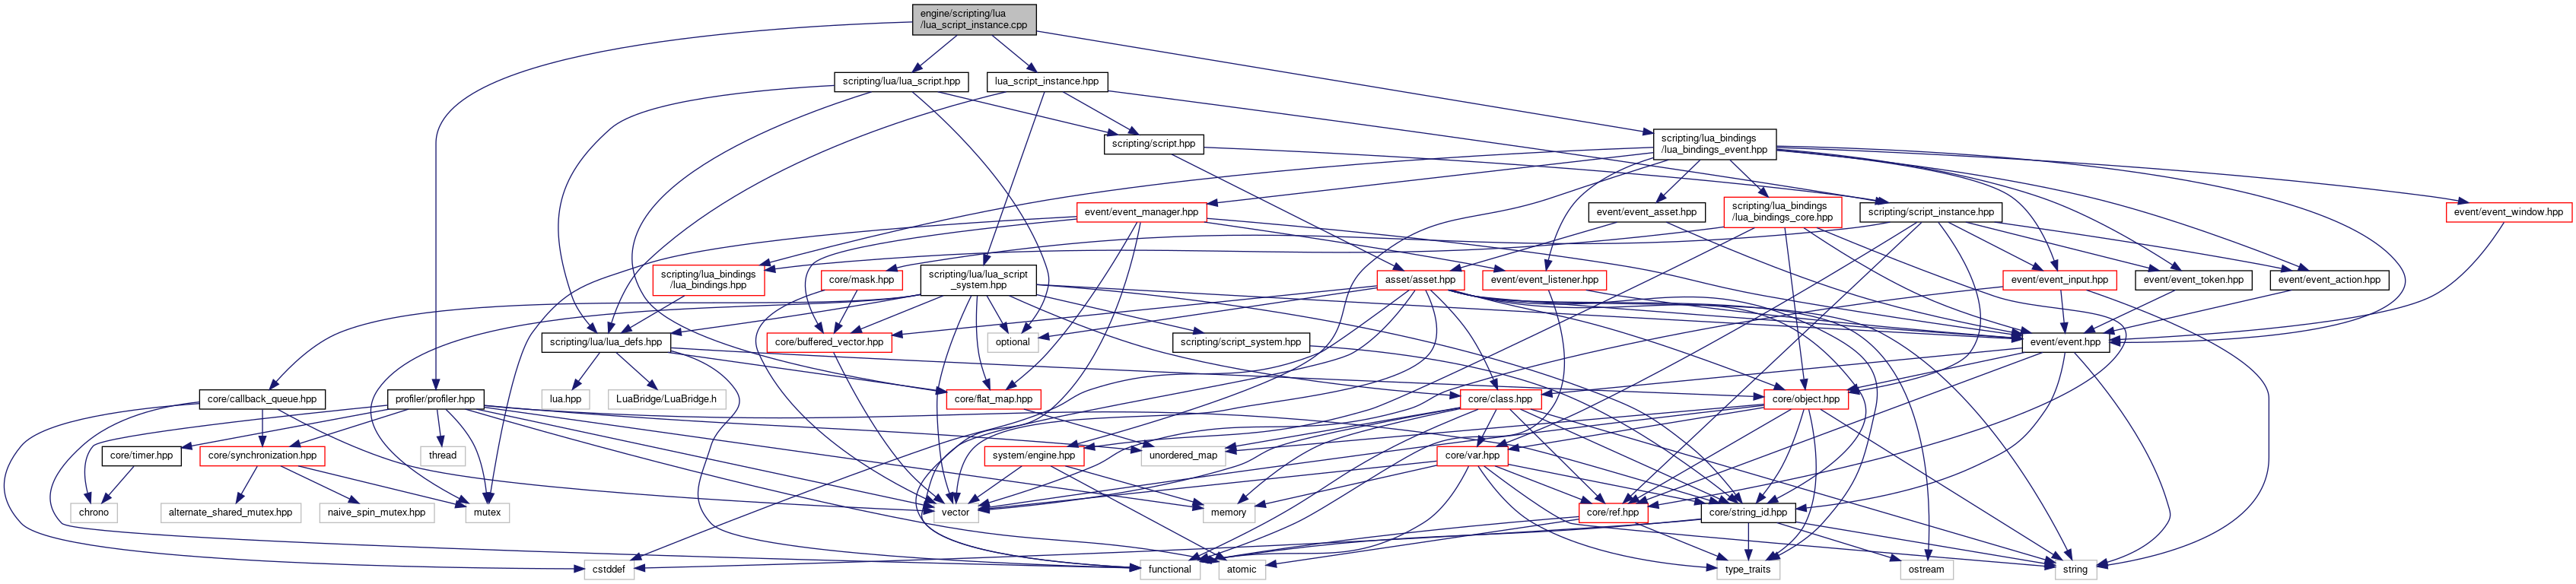 engine/scripting/lua
/lua_script_instance.cpp
scripting/lua/lua_script.hpp
lua_script_instance.hpp
scripting/script.hpp
scripting/lua_bindings
/lua_bindings_event.hpp
event/event_manager.hpp
event/event_asset.hpp
scripting/lua_bindings
/lua_bindings_core.hpp
scripting/script_instance.hpp
event/event_window.hpp
scripting/lua_bindings
/lua_bindings.hpp
core/mask.hpp
scripting/lua/lua_script
_system.hpp
asset/asset.hpp
event/event_listener.hpp
event/event_input.hpp
event/event_token.hpp
event/event_action.hpp
scripting/lua/lua_defs.hpp
core/buffered_vector.hpp
optional
scripting/script_system.hpp
event/event.hpp
core/callback_queue.hpp
profiler/profiler.hpp
lua.hpp
LuaBridge/LuaBridge.h
core/flat_map.hpp
core/class.hpp
core/object.hpp
core/timer.hpp
core/synchronization.hpp
thread
system/engine.hpp
unordered_map
core/var.hpp
chrono
alternate_shared_mutex.hpp
naive_spin_mutex.hpp
mutex
vector
memory
core/ref.hpp
core/string_id.hpp
cstddef
functional
atomic
type_traits
ostream
string